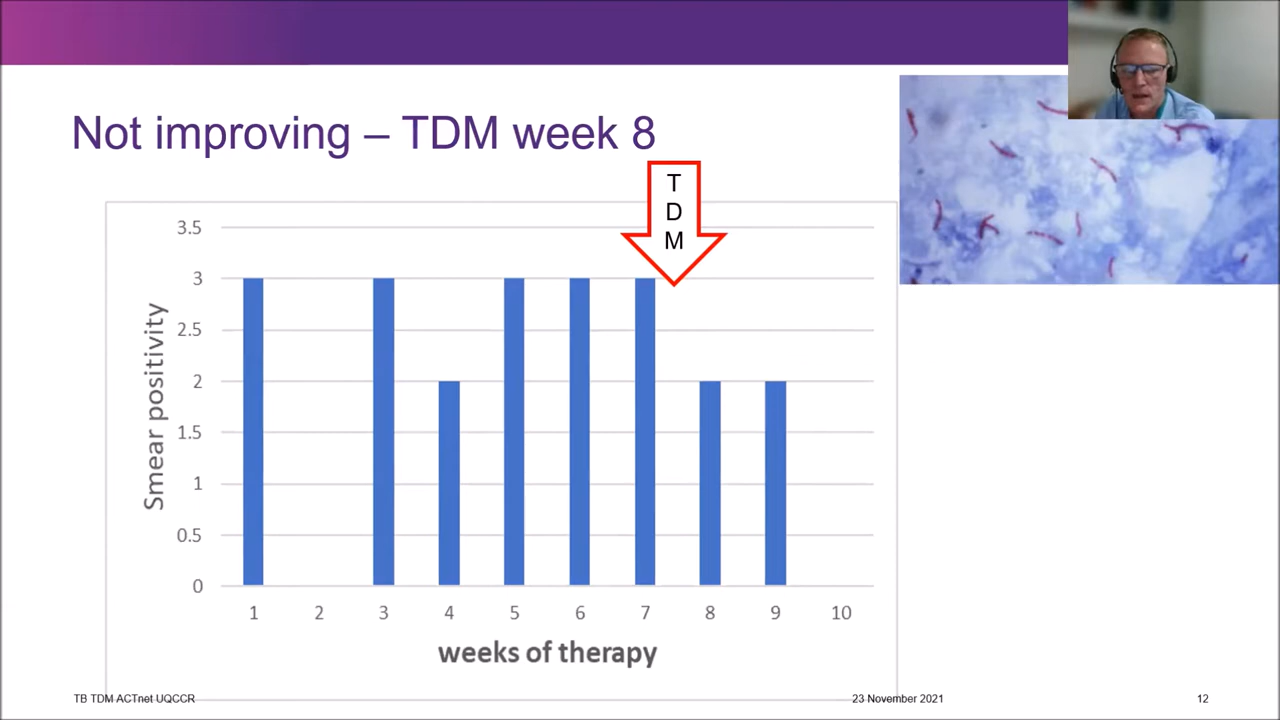 Not improving – TDM week 8
T
D
M
3.5
3
2.5
2
1.5
1
0.5
0
Smear positivity
1 2 3 4 5 6 7 8 9 10
weeks of therapy
TB TDM ACTnet UQCCR 23 November 2021 12